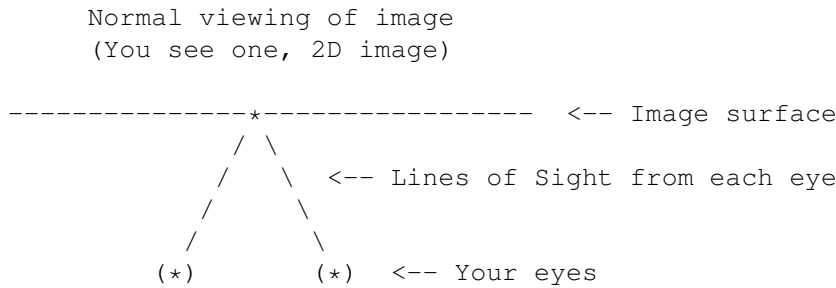 Normal viewing of image
(You see one, 2D image)
---------------*----------------- <-- Image surface
/ \
/ \ <-- Lines of Sight from each eye
/ \
/ \
(*) (*) <-- Your eyes